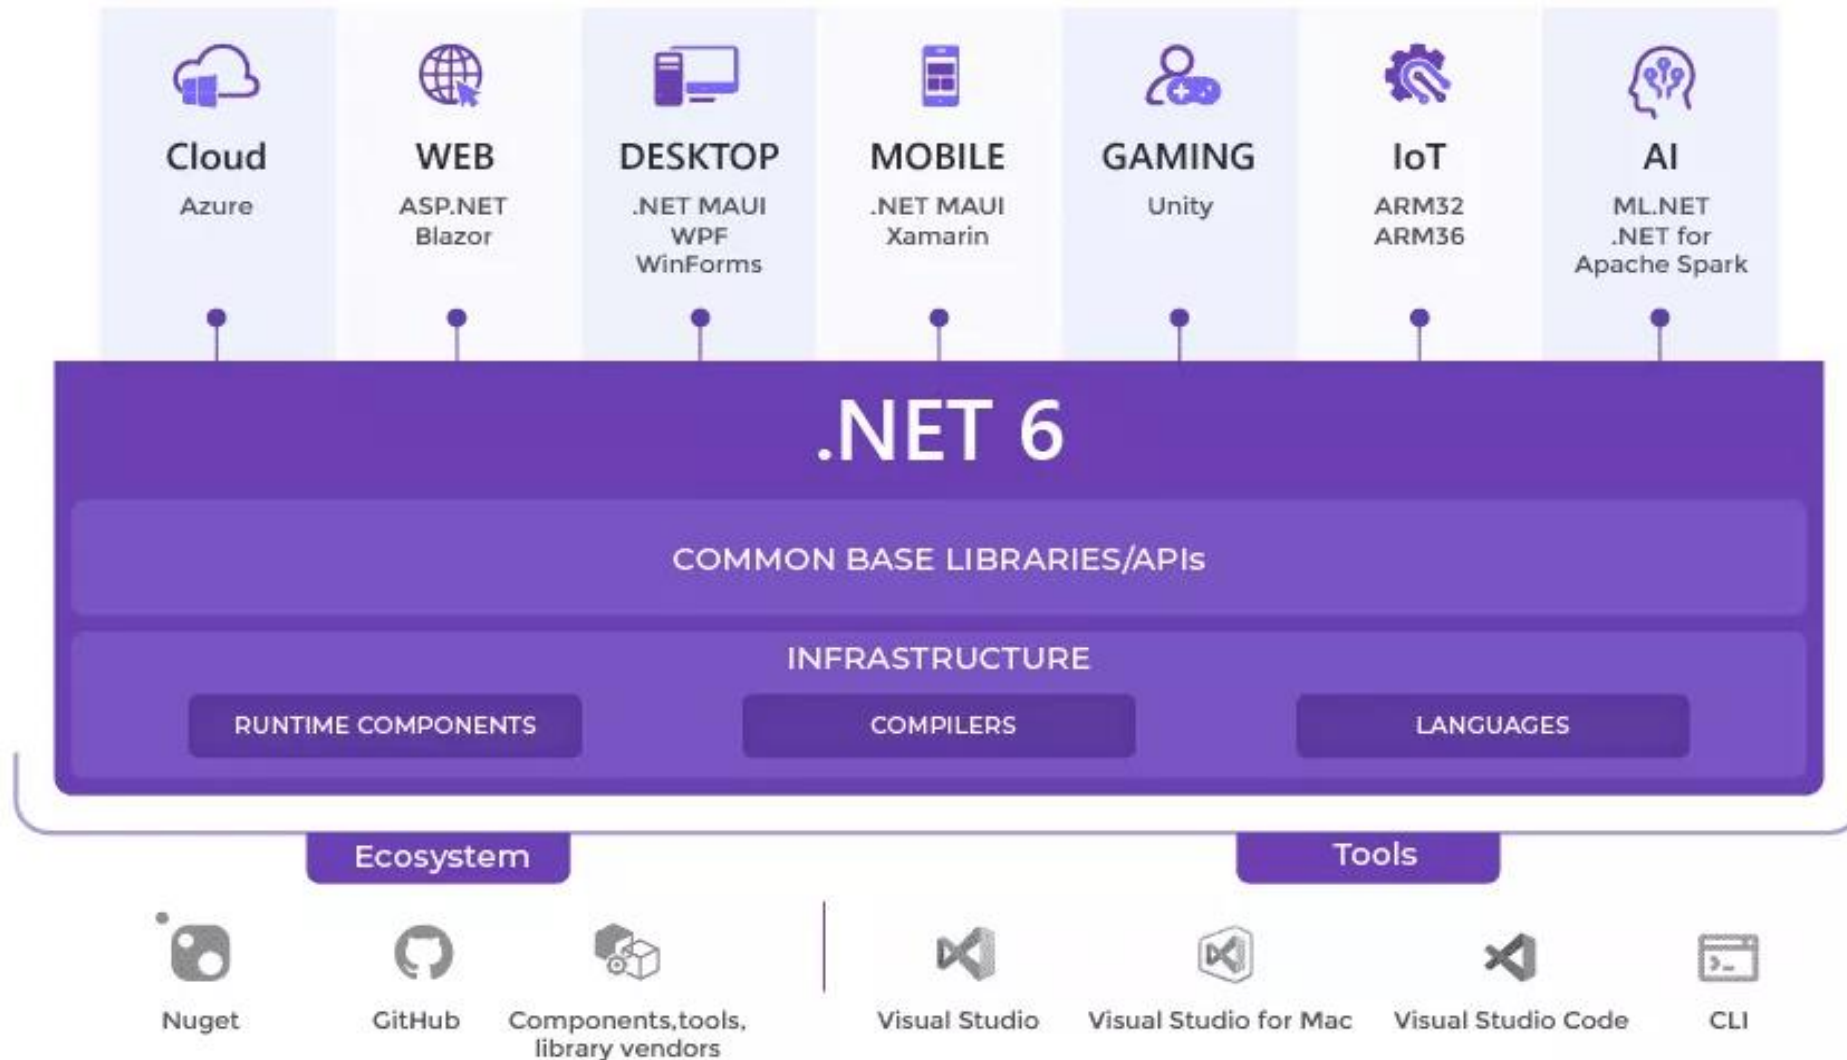 Cloud
Azure
WEB
ASP.NET
Blazor
DESKTOP
.NET MAUI
WPF
WinForms
MOBILE
.NET MAUI
Xamarin
GAMING
Unity
IoT
ARM32
ARM36
AI
ML.NET
.NET for
Apache Spark
.NET 6
COMMON BASE LIBRARIES/APIs
INFRASTRUCTURE
RUNTIME COMPONENTS
COMPILERS
LANGUAGES
Ecosystem
Nuget
GitHub
Components,tools,
library vendors
Tools
Visual Studio
Visual Studio for Mac
Visual Studio Code
CLI